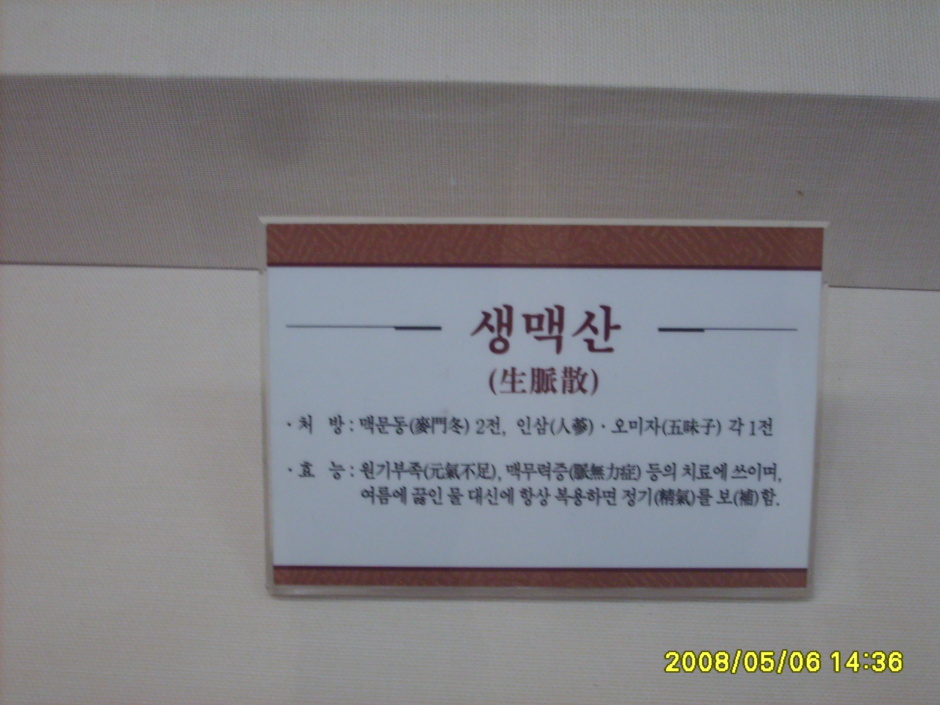 생맥산
(生脈散)
· 처 방 : 맥문동(麥門冬) 2전, 인삼(人蔘) · 오미자(五味子) 각 1전
· 효 능 : 원기부족(元氣不足), 맥무력증(脈無力症) 등의 치료에 쓰이며,
여름에 끓인 물 대신에 항상 복용하면 정기(精氣)를 보(補)함.
2008/05/06 14:36